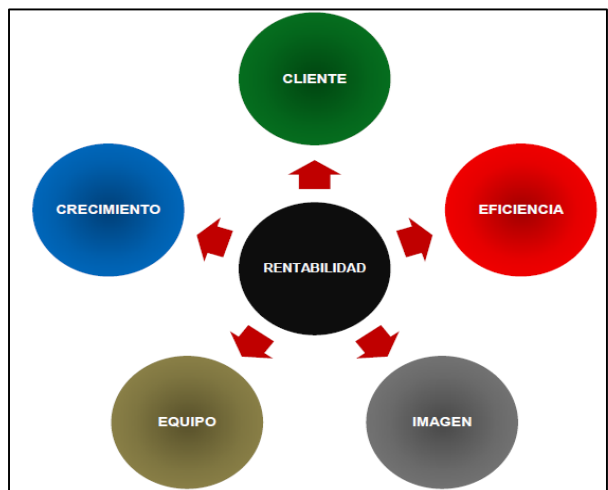 CLIENTE
CRECIMIENTO
EFICIENCIA
RENTABILIDAD
EQUIPO
IMAGEN